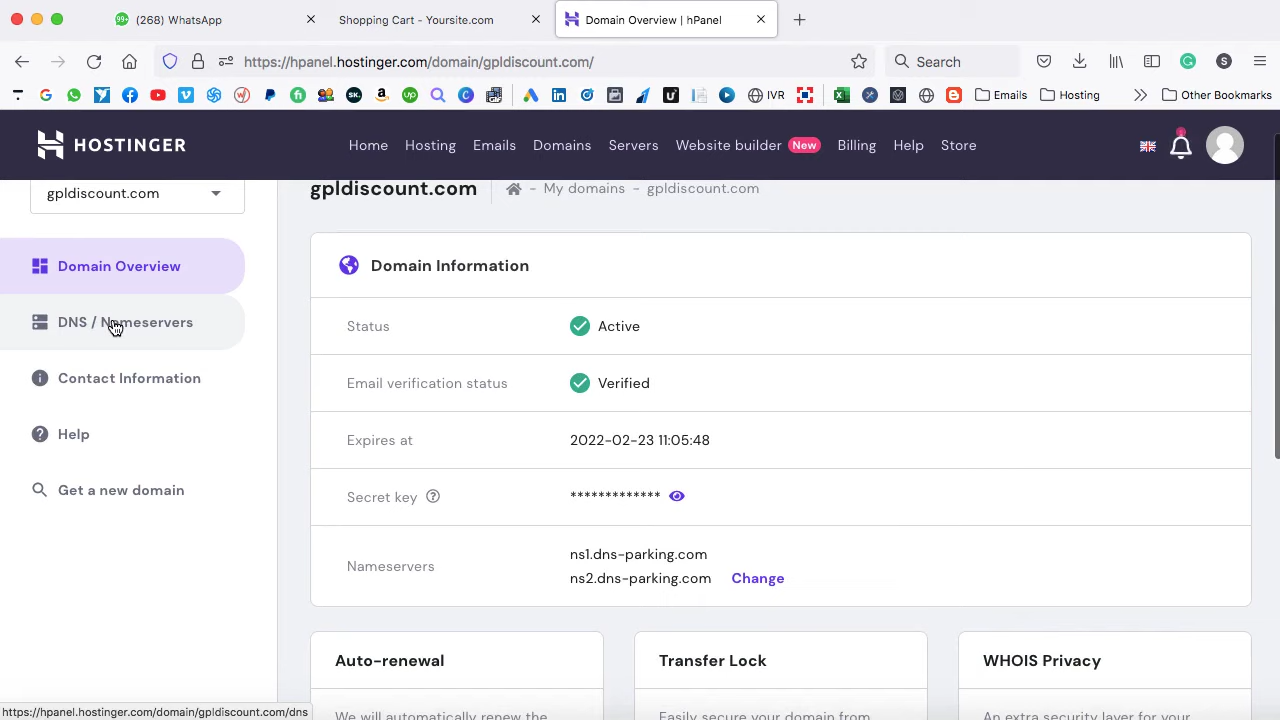 (268) WhatsApp
Shopping Cart - Yoursite.com
Domain Overview | hPanel
https://hpanel.hostinger.com/domain/gpldiscount.com/
Search
S
IVR
Emails
Hosting
Other Bookmarks
HOSTINGER
Home
Hosting
Emails
Domains
Servers
Website builder New
Billing
Help
Store
gpldiscount.com
Domain Overview
DNS / Nameservers
Contact Information
Help
Get a new domain
gpldiscount.com
My domains - gpldiscount.com
Domain Information
Status Active
Email verification status Verified
Expires at 2022-02-23 11:05:48
Secret key *************
Nameservers
ns1.dns-parking.com
ns2.dns-parking.com Change
Auto-renewal
We will automatically renew the
Transfer Lock
Easily secure your domain from
WHOIS Privacy
An extra security layer for your
https://hpanel.hostinger.com/domain/gpldiscount.com/dns